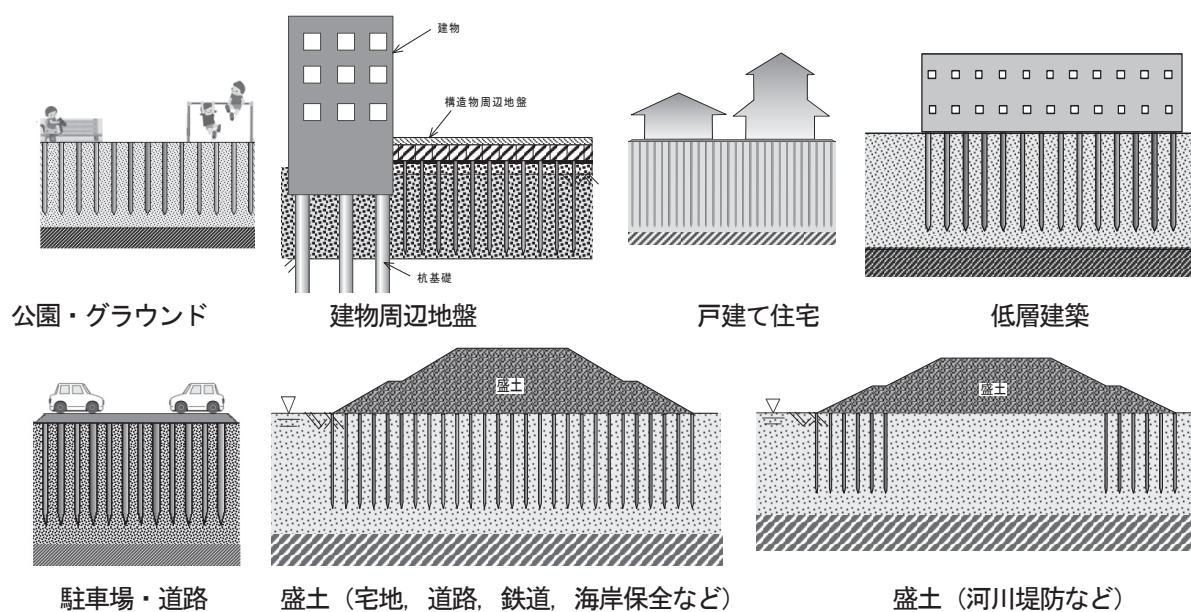 建物
構造物周辺地盤
杭基礎
公園・グラウンド
建物周辺地盤
戸建て住宅
低層建築
盛土
盛土
駐車場・道路
盛土（宅地，道路，鉄道，海岸保全など）
盛土（河川堤防など）